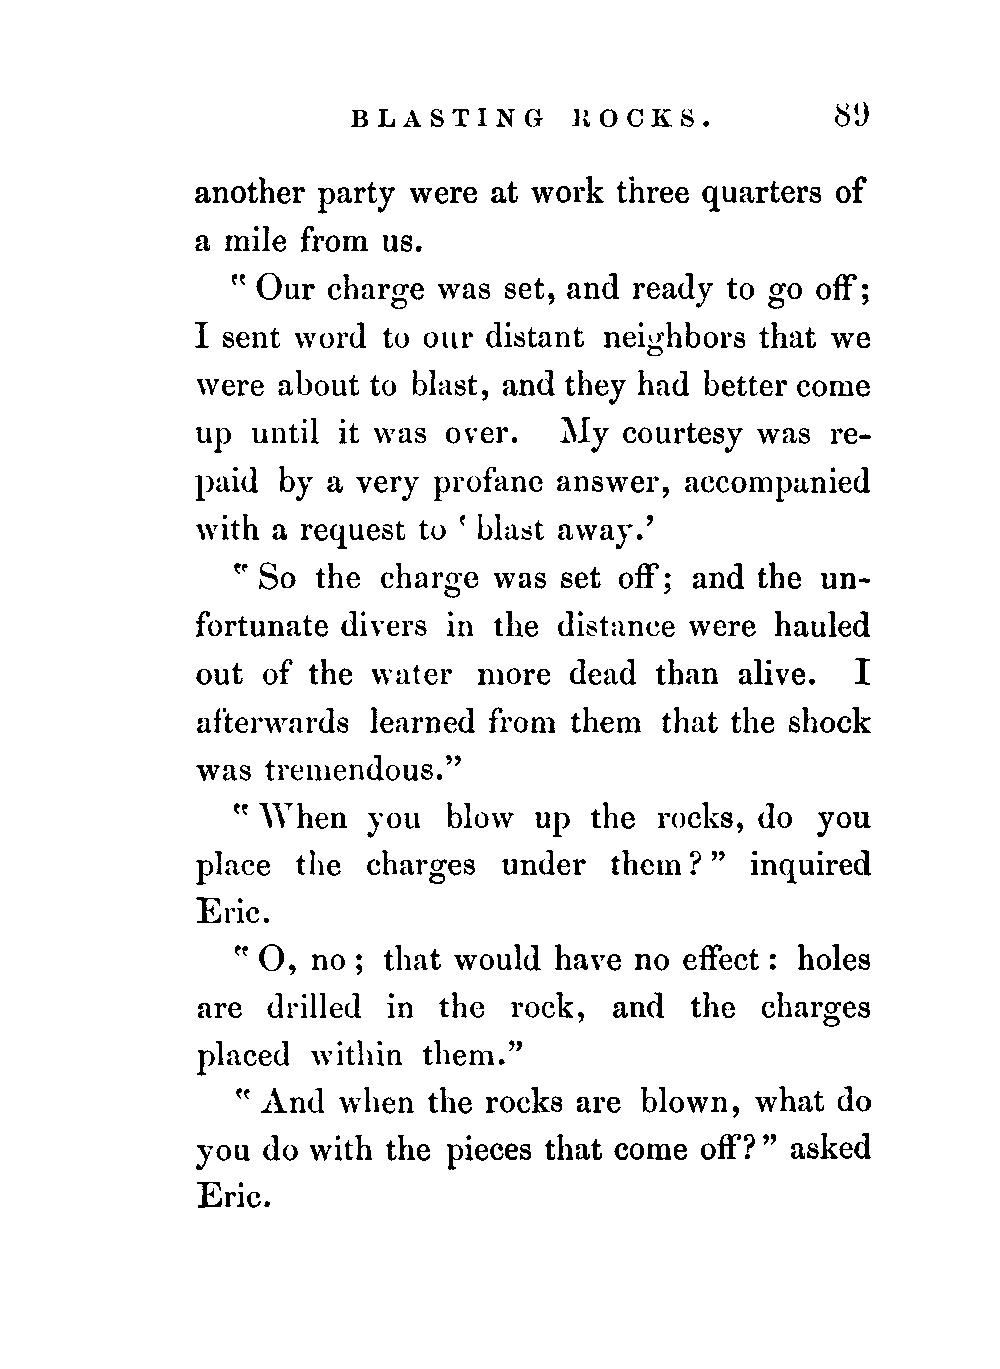 BLASTING ROCKS. 89
another party were at work three quarters of
a mile from us.
"Our charge was set, and ready to go off;
I sent word to our distant neighbors that we
were about to blast, and they had better come
up until it was over. My courtesy was re-
paid by a very profane answer, accompanied
with a request to 'blast away.'
"So the charge was set off; and the un-
fortunate divers in the distance were hauled
out of the water more dead than alive. I
afterwards learned from them that the shock
was tremendous."
"When you blow up the rocks, do you
place the charges under them?" inquired
Eric.
"O, no; that would have no effect: holes
are drilled in the rock, and the charges
placed within them."
"And when the rocks are blown, what do
you do with the pieces that come off?" asked
Eric.